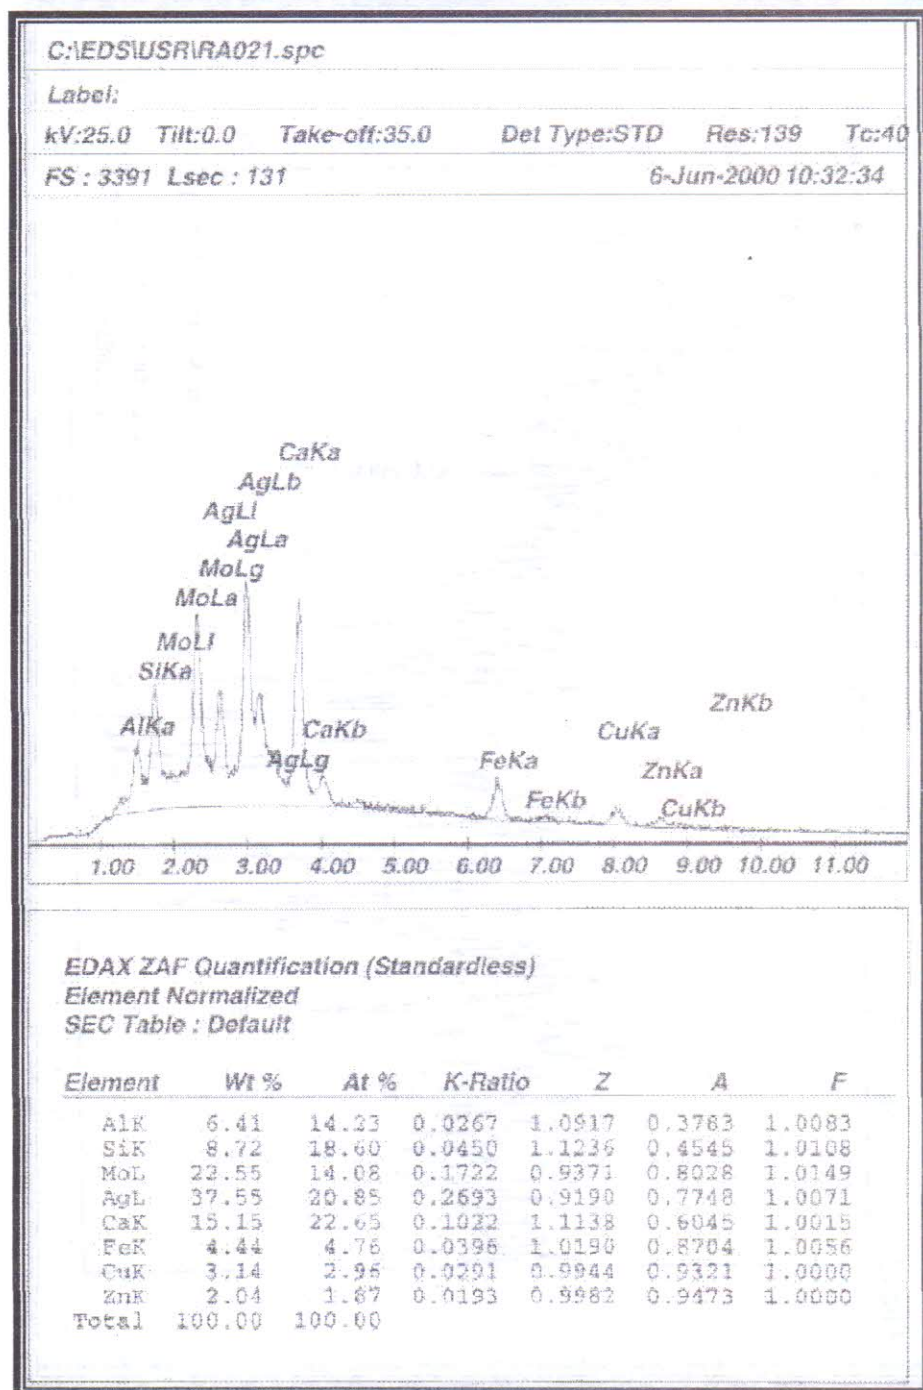 C:\EDS\USR\RA021.spc
Label:
kV:25.0 Tilt:0.0 Take-off:35.0 Det Type:STD Res:139 Tc:40
FS : 3391 Lsec : 131 6-Jun-2000 10:32:34
CaKa
AgLb
AgLl
AgLa
MoLg
MoLa
MoLl
SiKa
ZnKb
AlKa CaKb CuKa
AgLg FeKa ZnKa
FeKb CuKb
1.00 2.00 3.00 4.00 5.00 6.00 7.00 8.00 9.00 10.00 11.00
EDAX ZAF Quantification (Standardless)
Element Normalized
SEC Table : Default
Element Wt % At % K-Ratio Z A F
AlK 6.41 14.23 0.0267 1.0917 0.3783 1.0083
SiK 8.72 18.60 0.0450 1.1236 0.4545 1.0108
MoL 22.55 14.08 0.1722 0.9371 0.8028 1.0149
AgL 37.55 20.85 0.2693 0.9190 0.7748 1.0071
CaK 15.15 22.65 0.1022 1.1138 0.6045 1.0015
FeK 4.44 4.76 0.0396 1.0190 0.8704 1.0056
CuK 3.14 2.96 0.0291 0.9944 0.9321 1.0000
ZnK 2.04 1.87 0.0193 0.9982 0.9473 1.0000
Total 100.00 100.00